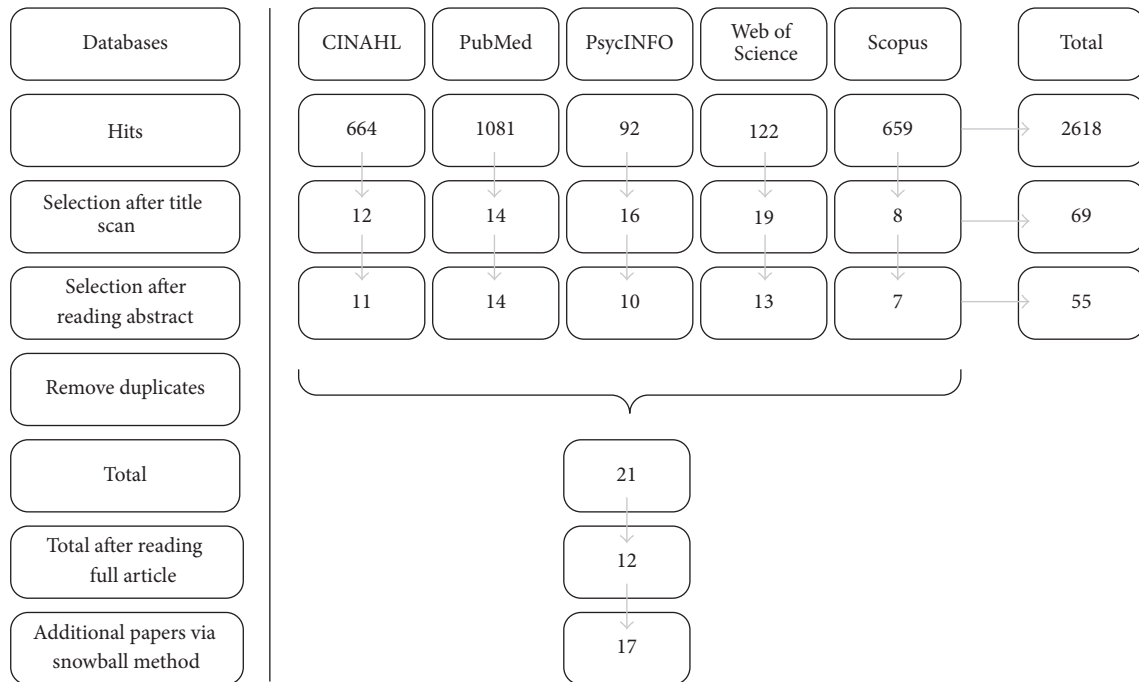 Databases
CINAHL
PubMed
PsycINFO
Web of
Science
Scopus
Total
Hits
664
1081
92
122
659
2618
Selection after title
scan
12
14
16
19
8
69
Selection after
reading abstract
11
14
10
13
7
55
Remove duplicates
Total
21
Total after reading
full article
12
Additional papers via
snowball method
17